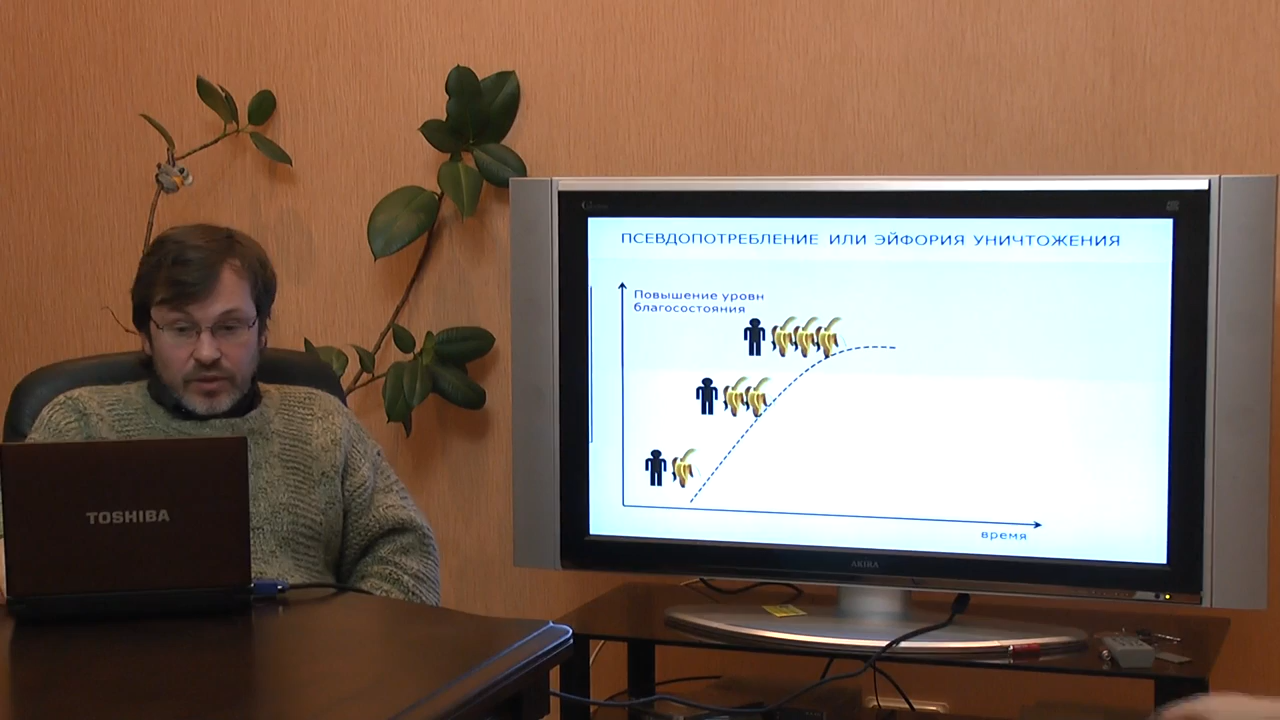 ПСЕВДОПОТРЕБЛЕНИЕ ИЛИ ЭЙФОРИЯ УНИЧТОЖЕНИЯ
Повышение уровн
благосостояния
время
TOSHIBA
AKIRA